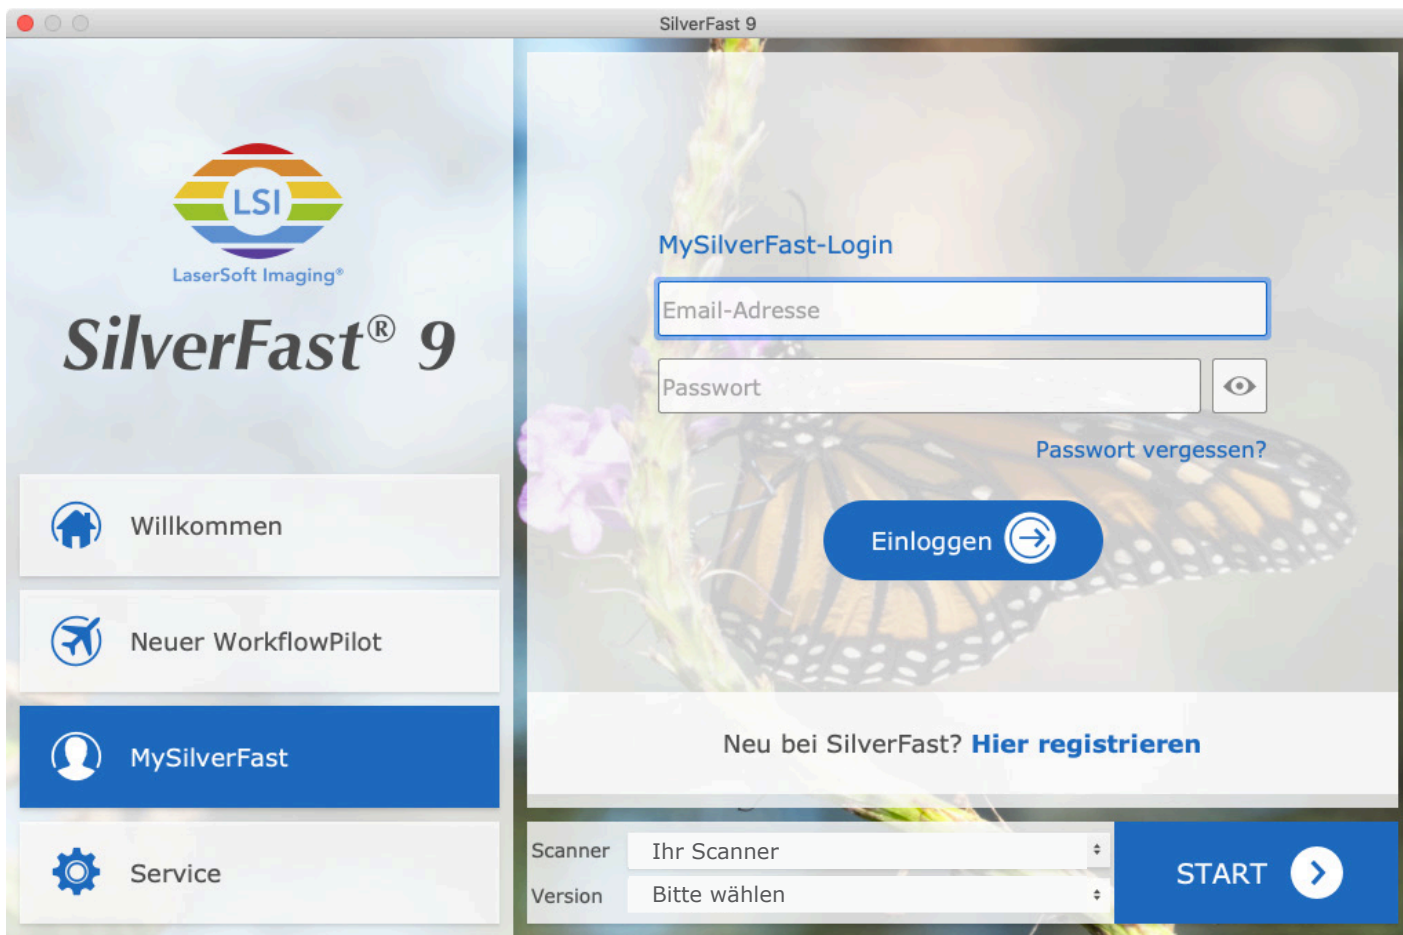 SilverFast 9
LSI
LaserSoft Imaging®
SilverFast® 9
Willkommen
Neuer WorkflowPilot
MySilverFast
Service
MySilverFast-Login
Email-Adresse
Passwort
Passwort vergessen?
Einloggen
Neu bei SilverFast? Hier registrieren
Scanner Ihr Scanner
Version Bitte wählen
START